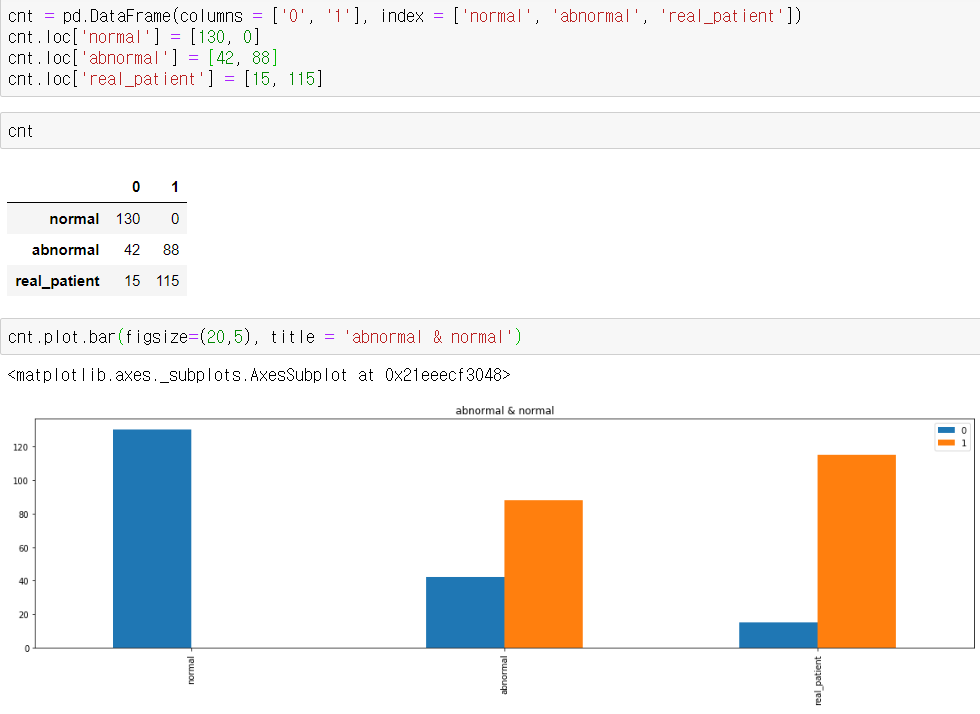 cnt = pd.DataFrame(columns = ['0', '1'], index = ['normal', 'abnormal', 'real_patient'])
cnt.loc['normal'] = [130, 0]
cnt.loc['abnormal'] = [42, 88]
cnt.loc['real_patient'] = [15, 115]
cnt
0 1
normal 130 0
abnormal 42 88
real_patient 15 115
cnt.plot.bar(figsize=(20,5), title = 'abnormal & normal')
<matplotlib.axes._subplots.AxesSubplot at 0x21eeecf3048>
abnormal & normal
0
1
120
100
80
60
40
20
0
normal
abnormal
real_patient